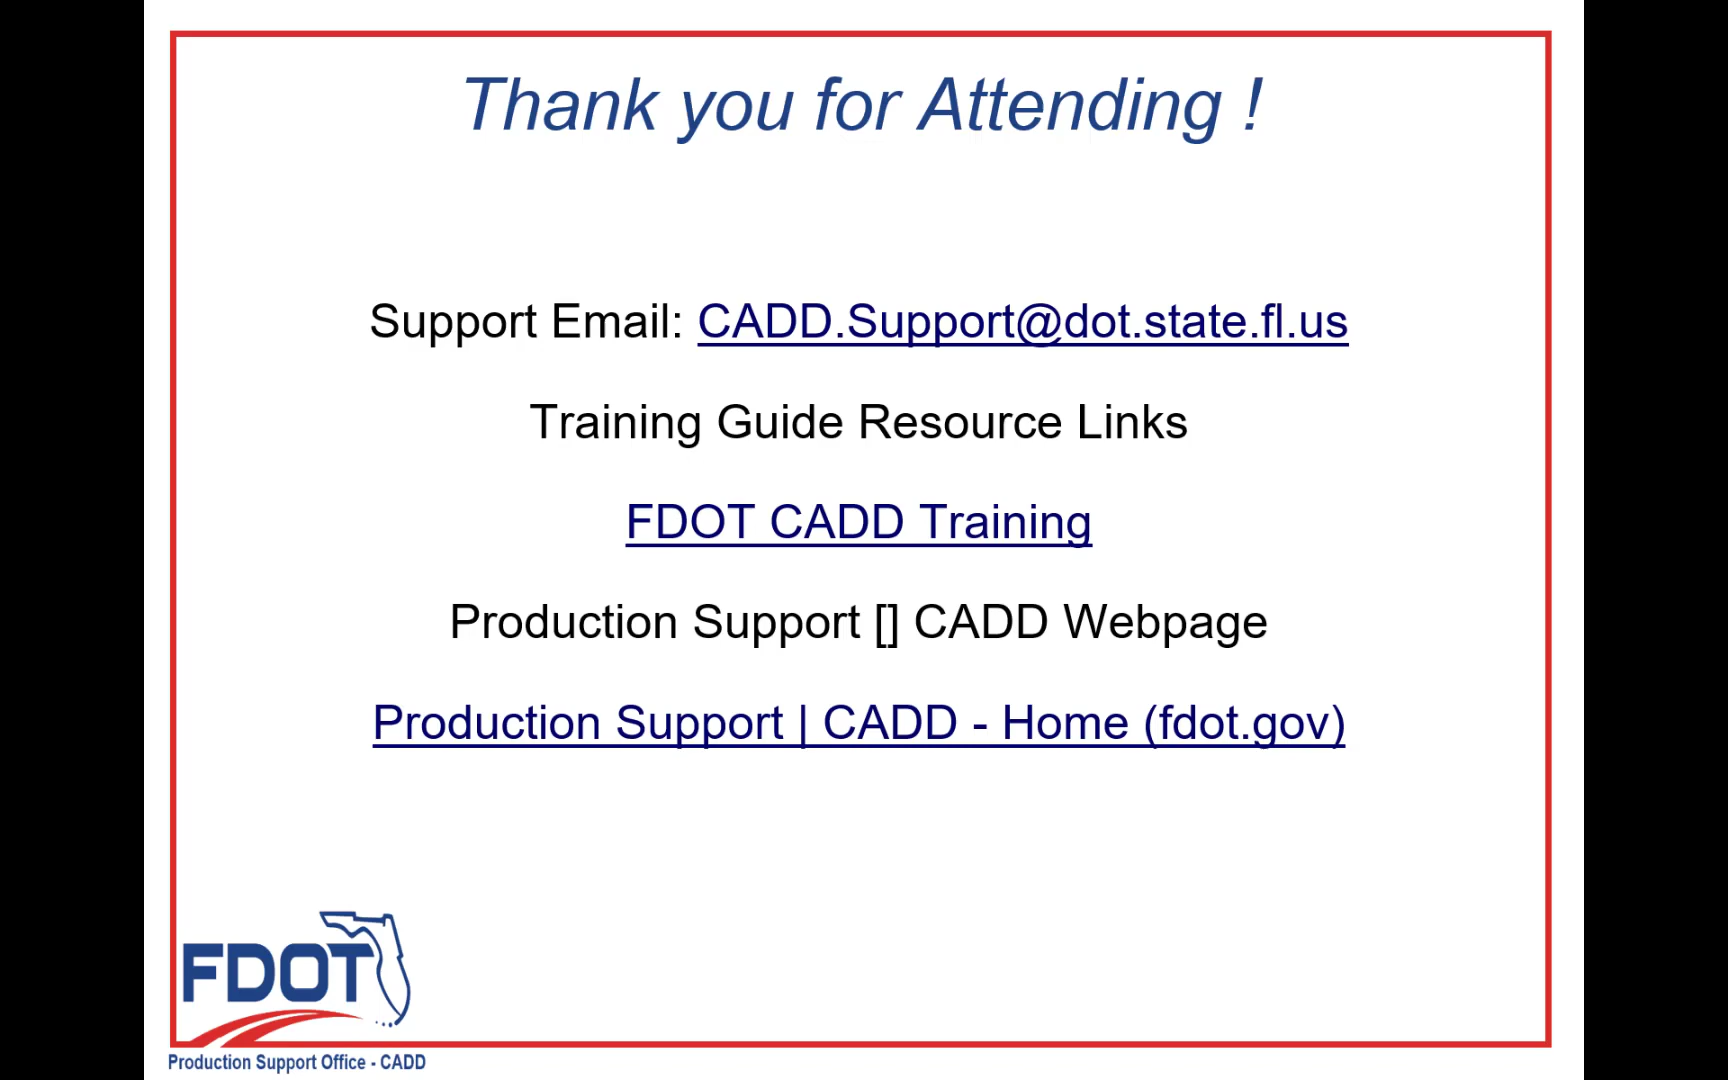 Thank you for Attending !
Support Email: CADD.Support@dot.state.fl.us
Training Guide Resource Links
FDOT CADD Training
Production Support [] CADD Webpage
Production Support | CADD - Home (fdot.gov)
FDOT
Production Support Office - CADD